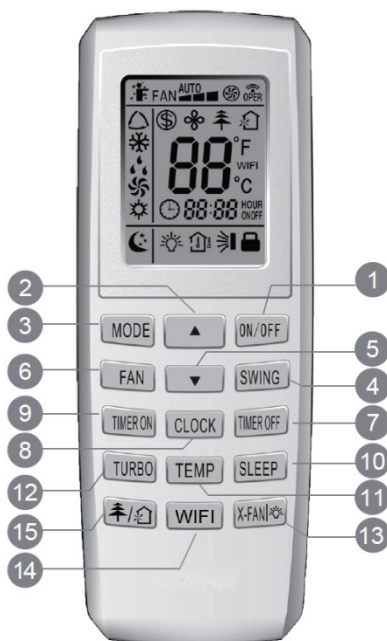 FAN AUTO OPER
88 °F
WIFI
°C
88:88 HOUR
ON OFF
2 1
3 MODE ▲ ON/OFF
5
6 FAN ▼ SWING 4
9 TIMER ON CLOCK TIMER OFF 7
8
TURBO TEMP SLEEP 10
12 11
15 WIFI X-FAN 13
14